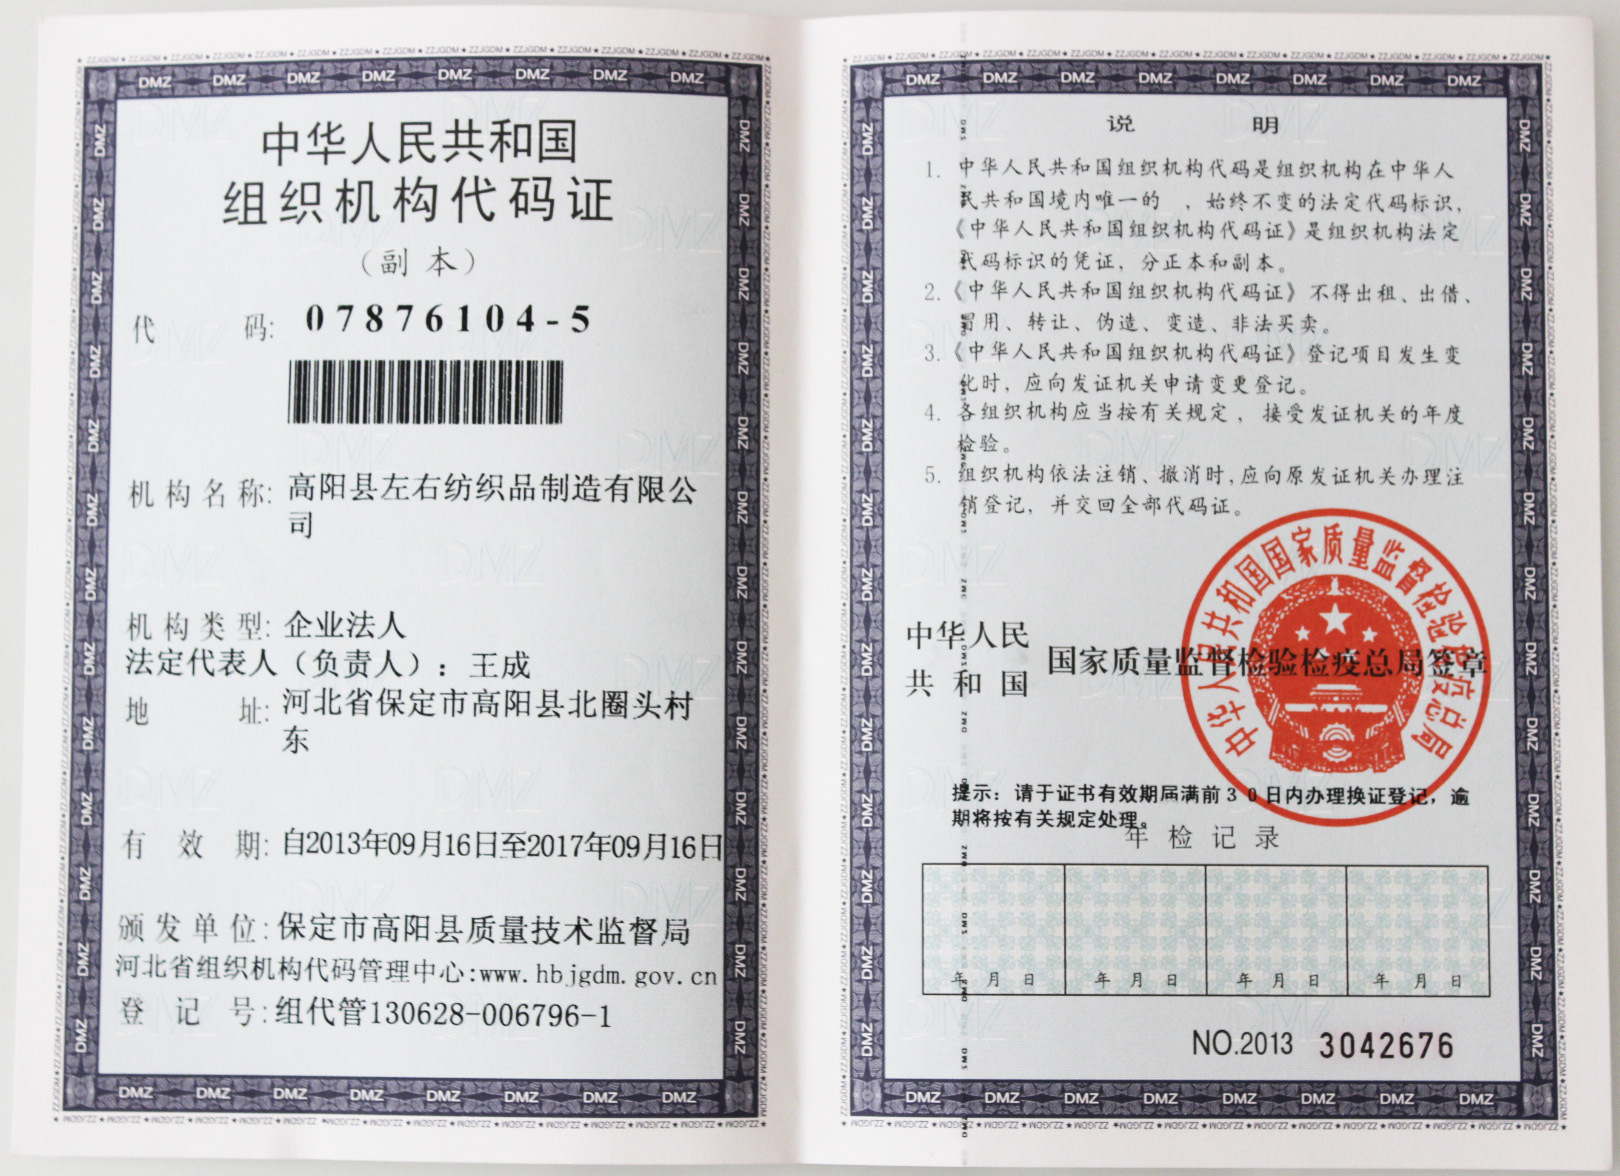 中华人民共和国
组织机构代码证
（副 本）
代 码: 07876104-5
机构名称: 高阳县左右纺织品制造有限公
司
机构类型: 企业法人
法定代表人（负责人）: 王成
地 址: 河北省保定市高阳县北圈头村
东
有 效 期: 自2013年09月16日至2017年09月16日
颁发单位: 保定市高阳县质量技术监督局
河北省组织机构代码管理中心:www.hbjgdm.gov.cn
登 记 号: 组代管130628-006796-1
说 明
1. 中华人民共和国组织机构代码是组织机构在中华人
民共和国境内唯一的 ，始终不变的法定代码标识，
《中华人民共和国组织机构代码证》是组织机构法定
代码标识的凭证，分正本和副本。
2.《中华人民共和国组织机构代码证》不得出租、出借、
冒用、转让、伪造、变造、非法买卖。
3.《中华人民共和国组织机构代码证》登记项目发生变
化时，应向发证机关申请变更登记。
4. 各组织机构应当按有关规定，接受发证机关的年度
检验。
5. 组织机构依法注销、撤消时，应向原发证机关办理注
销登记，并交回全部代码证。
中华人民共和国国家质量监督检验检疫总局
中华人民
共和国
国家质量监督检验检疫总局签章
提示：请于证书有效期届满前30日内办理换证登记，逾
期将按有关规定处理。
年检记录
年 月 日 年 月 日 年 月 日 年 月 日
NO.2013 3042676